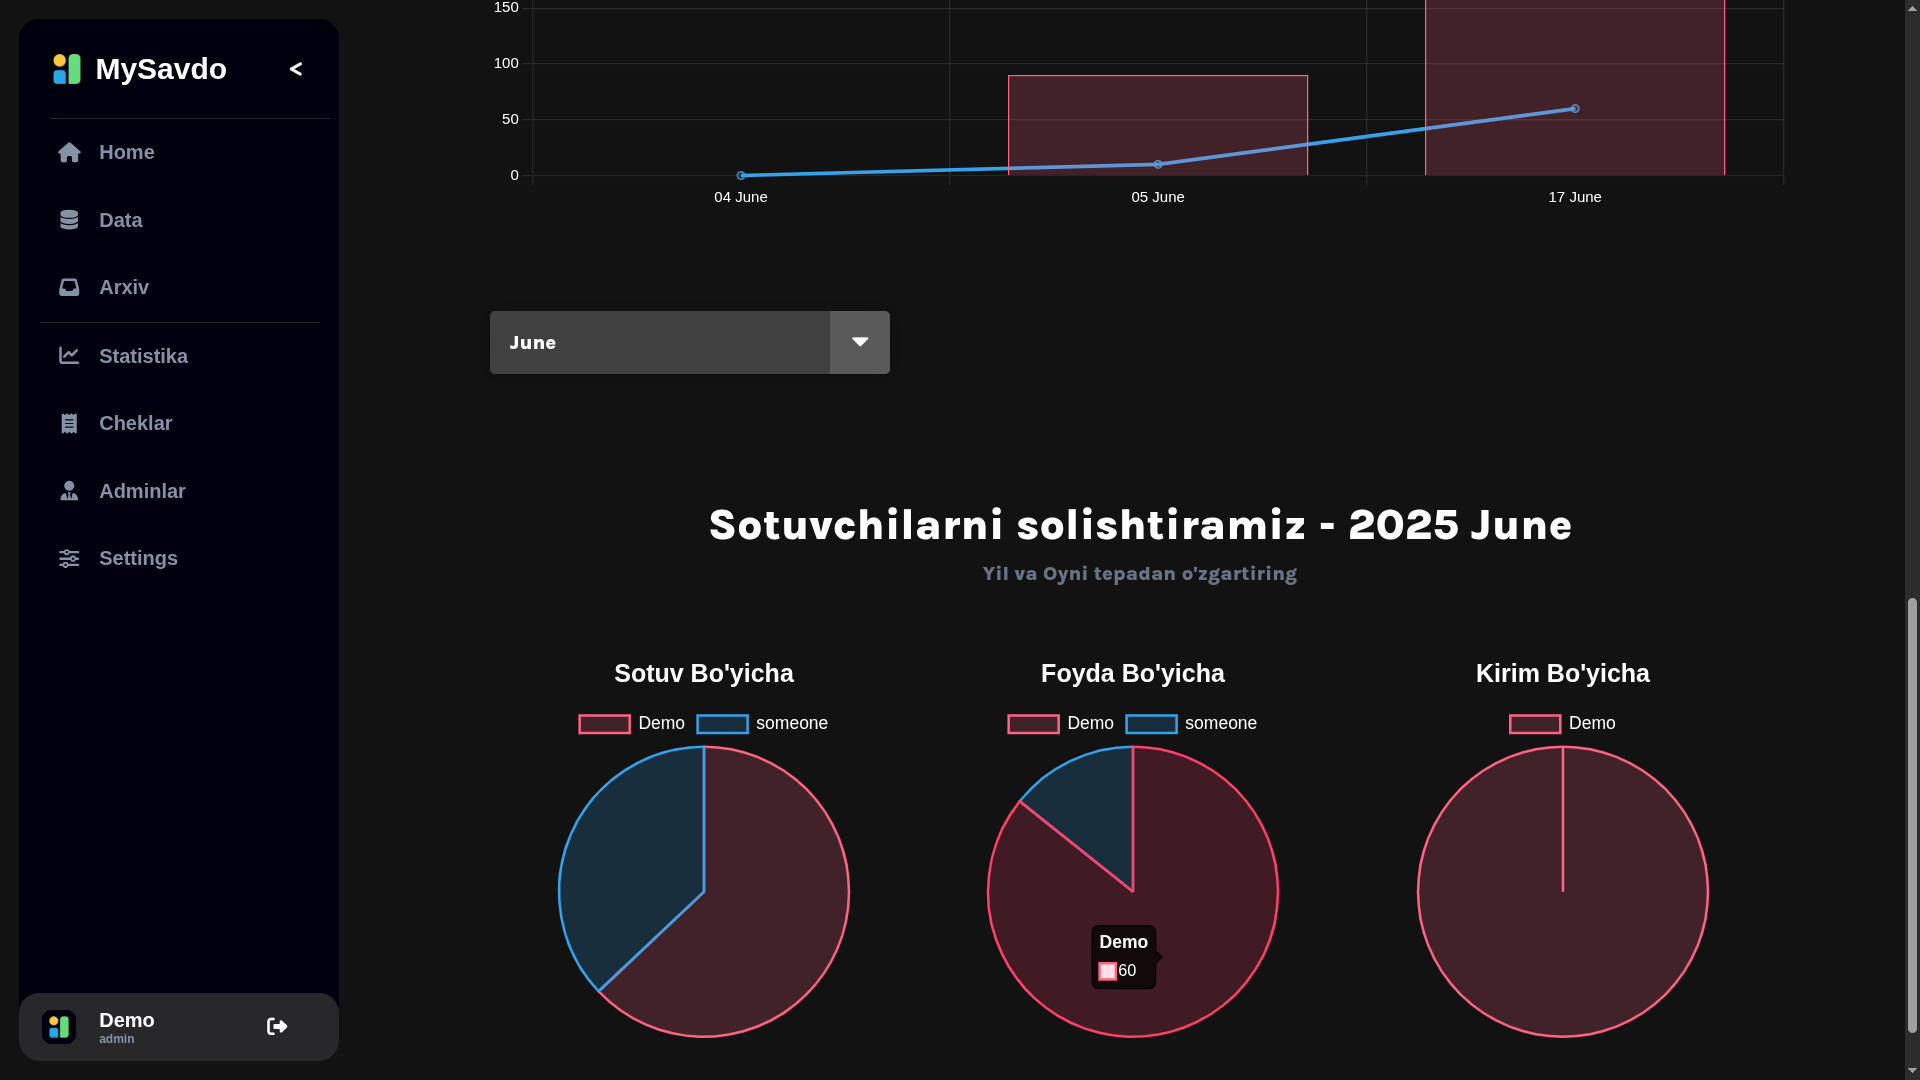 MySavdo
<
Home
Data
Arxiv
Statistika
Cheklar
Adminlar
Settings
Demo
admin
150
100
50
0
04 June
05 June
17 June
June
Sotuvchilarni solishtiramiz - 2025 June
Yil va Oyni tepadan o'zgartiring
Sotuv Bo'yicha
Demo
someone
Foyda Bo'yicha
Demo
someone
Demo
60
Kirim Bo'yicha
Demo